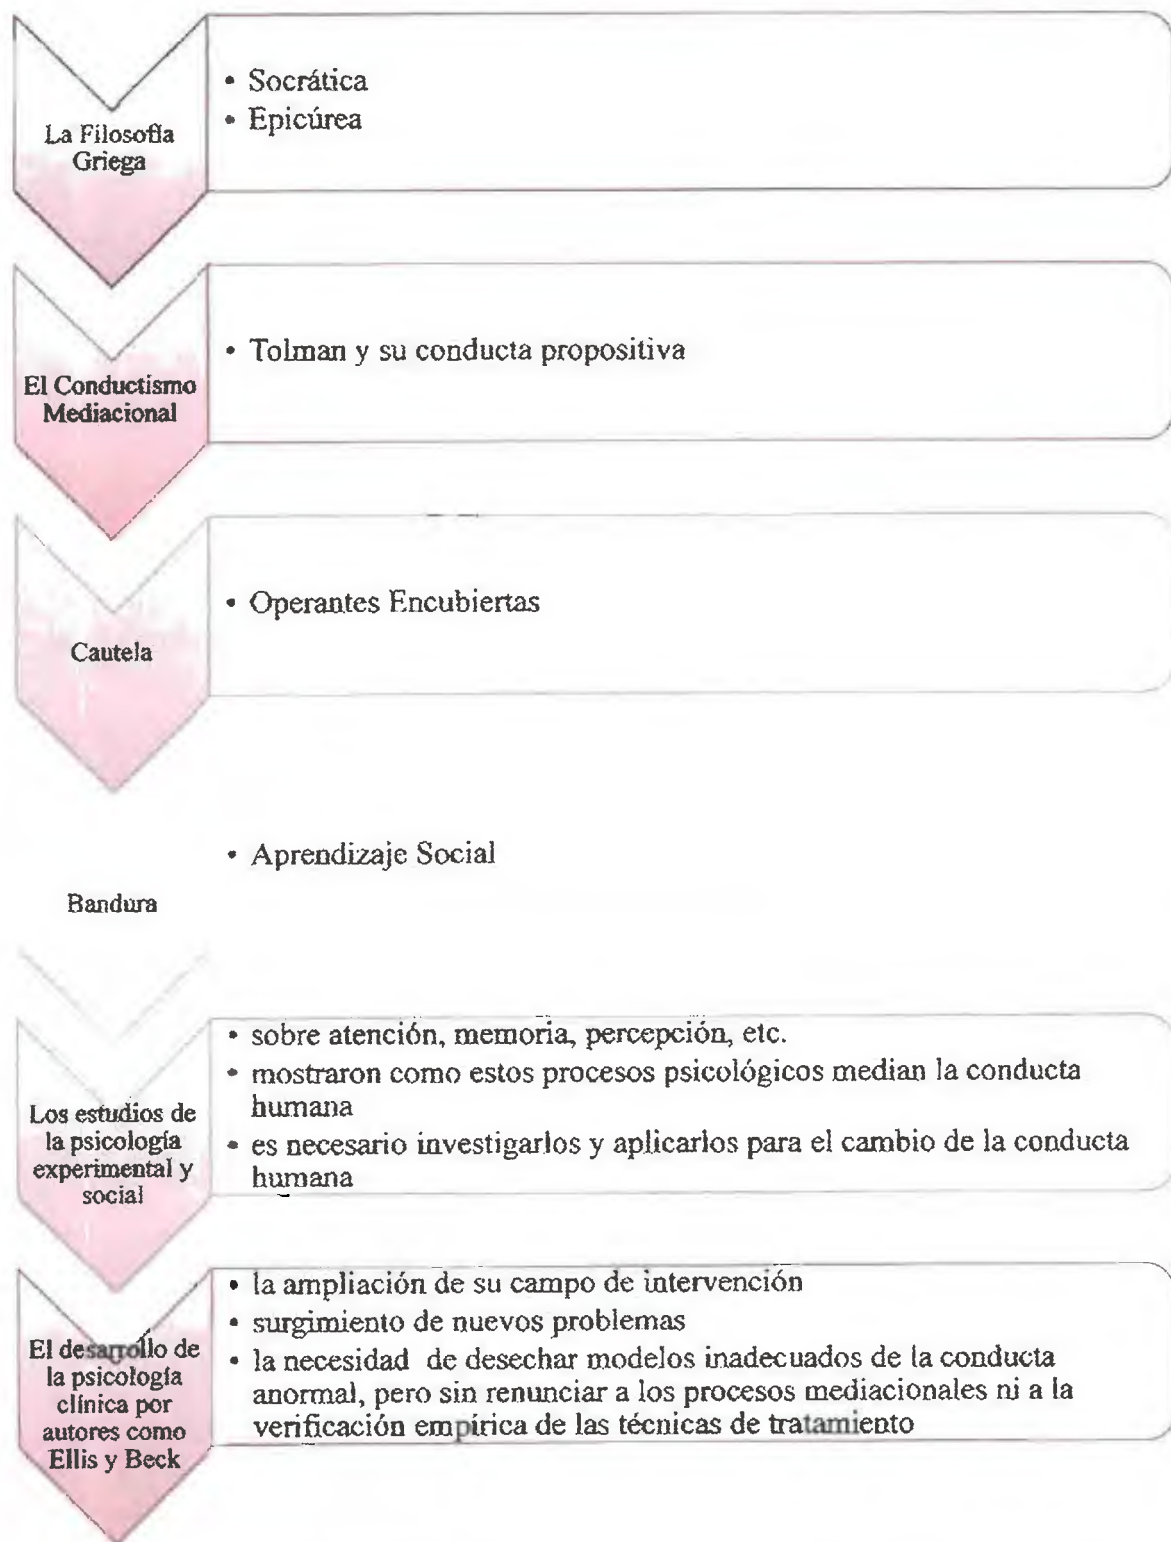 La Filosofía
Griega
• Socrática
• Epicúrea
El Conductismo
Mediacional
• Tolman y su conducta propositiva
Cautela
• Operantes Encubiertas
Bandura
• Aprendizaje Social
Los estudios de
la psicología
experimental y
social
• sobre atención, memoria, percepción, etc.
• mostraron como estos procesos psicológicos median la conducta
humana
• es necesario investigarlos y aplicarlos para el cambio de la conducta
humana
El desarrollo de
la psicología
clínica por
autores como
Ellis y Beck
• la ampliación de su campo de intervención
• surgimiento de nuevos problemas
• la necesidad de desechar modelos inadecuados de la conducta
anormal, pero sin renunciar a los procesos mediacionales ni a la
verificación empírica de las técnicas de tratamiento